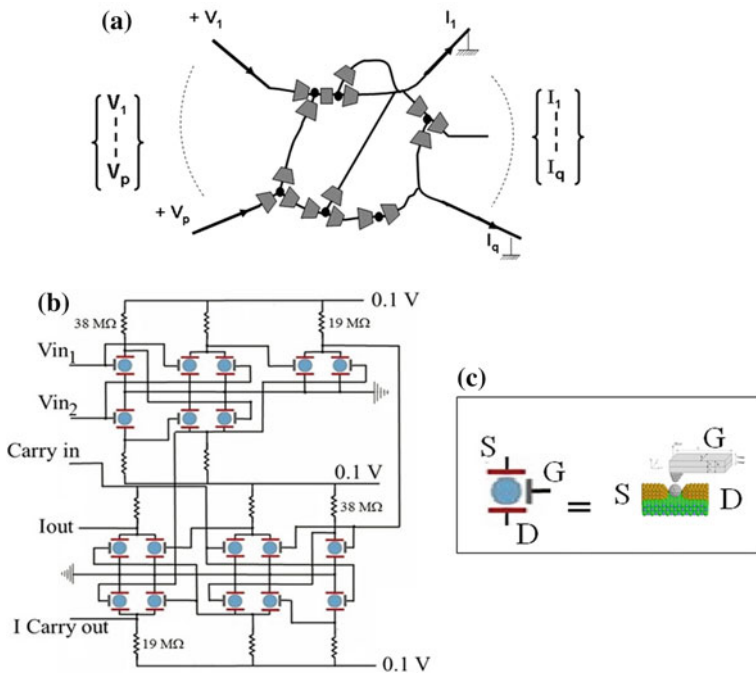 (a)
+ V1
I1
V1
Vp
I1
Iq
+ Vp
Iq
(b)
0.1 V
38 MΩ
19 MΩ
Vin1
Vin2
Carry in
0.1 V
38 MΩ
Iout
I Carry out
19 MΩ
0.1 V
(c)
S
G
D
=
G
S
D